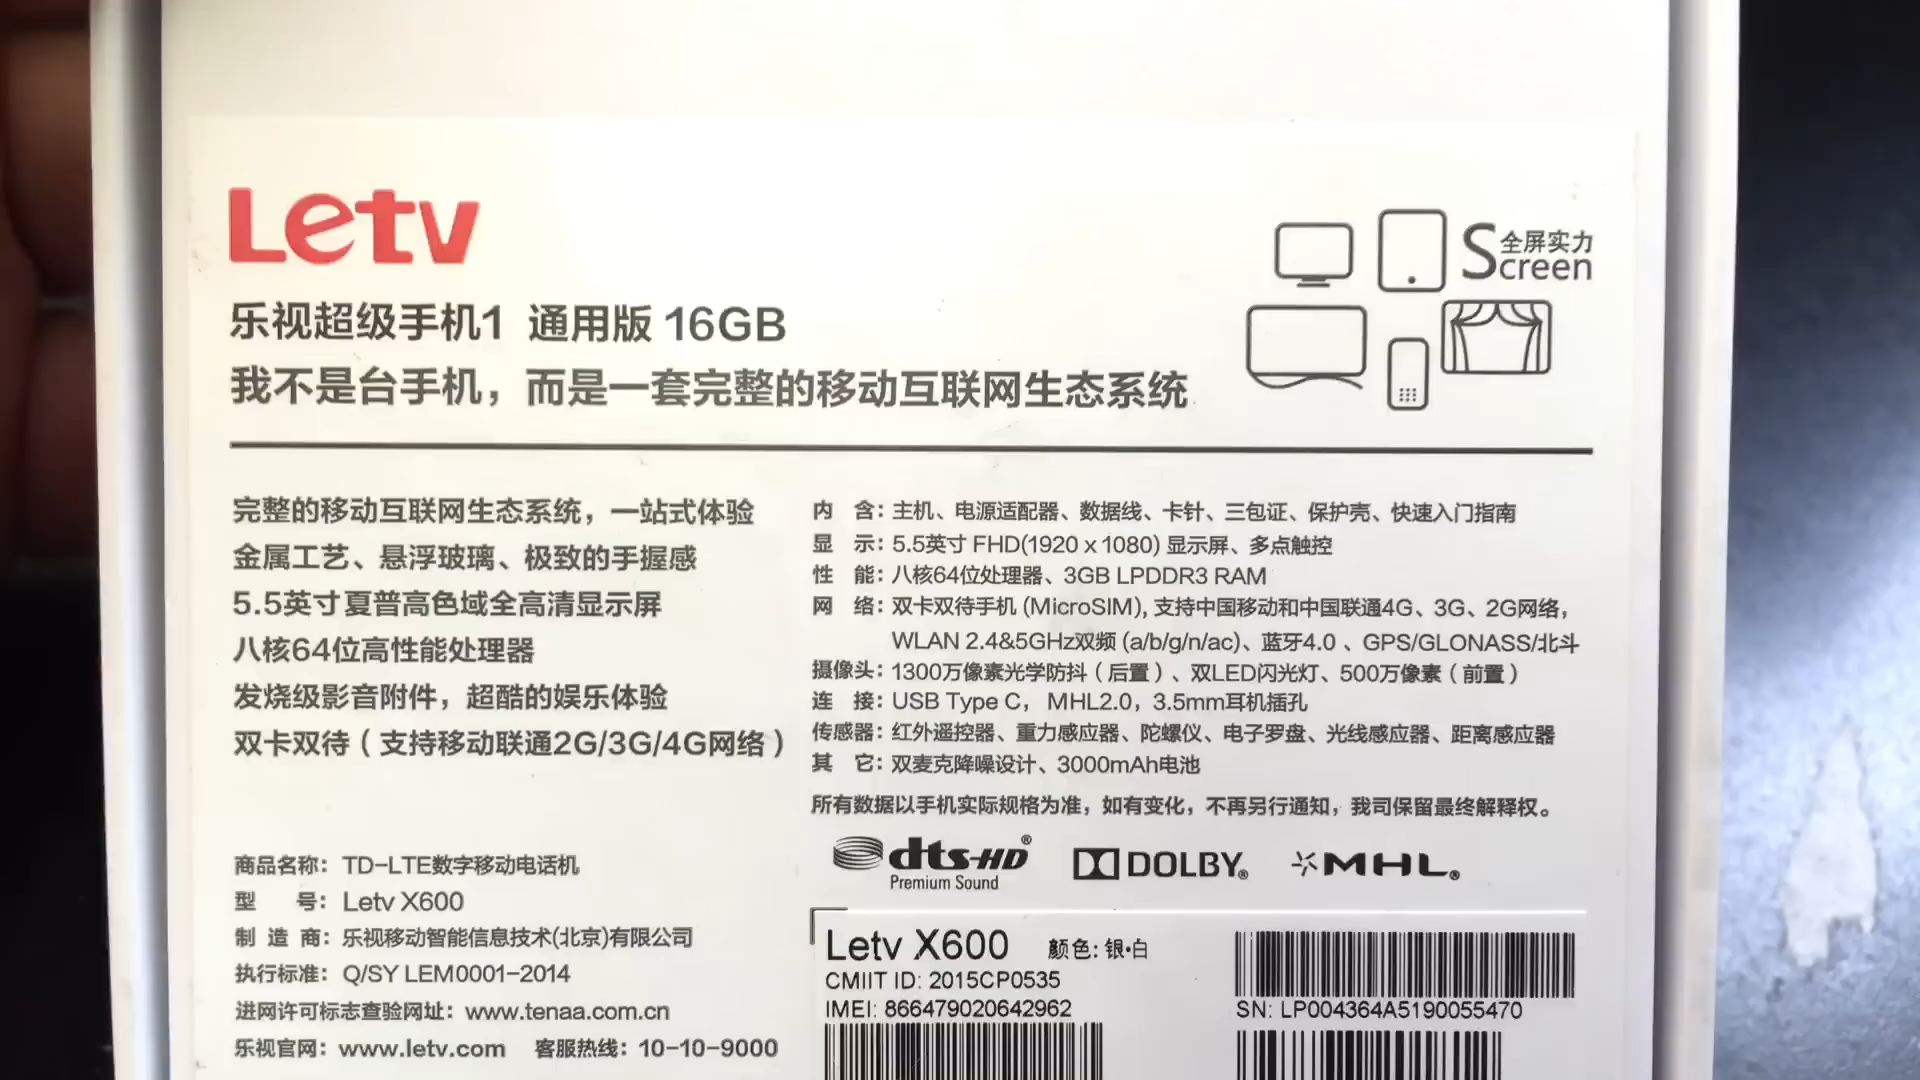 Letv
全屏实力
Screen
乐视超级手机1 通用版 16GB
我不是台手机，而是一套完整的移动互联网生态系统
完整的移动互联网生态系统，一站式体验
金属工艺、悬浮玻璃、极致的手握感
5.5英寸夏普高色域全高清显示屏
八核64位高性能处理器
发烧级影音附件，超酷的娱乐体验
双卡双待（支持移动联通2G/3G/4G网络）
内 含：主机、电源适配器、数据线、卡针、三包证、保护壳、快速入门指南
显 示：5.5英寸 FHD(1920 x 1080) 显示屏、多点触控
性 能：八核64位处理器、3GB LPDDR3 RAM
网 络：双卡双待手机 (MicroSIM), 支持中国移动和中国联通4G、3G、2G网络，
WLAN 2.4&5GHz双频 (a/b/g/n/ac)、蓝牙4.0 、GPS/GLONASS/北斗
摄像头：1300万像素光学防抖（后置）、双LED闪光灯、500万像素（前置）
连 接：USB Type C， MHL2.0，3.5mm耳机插孔
传感器：红外遥控器、重力感应器、陀螺仪、电子罗盘、光线感应器、距离感应器
其 它：双麦克降噪设计、3000mAh电池
所有数据以手机实际规格为准，如有变化，不再另行通知，我司保留最终解释权。
dts-HD® Premium Sound
DOLBY®
MHL®
商品名称：TD-LTE数字移动电话机
型 号：Letv X600
制 造 商：乐视移动智能信息技术(北京)有限公司
执行标准：Q/SY LEM0001-2014
进网许可标志查验网址：www.tenaa.com.cn
乐视官网：www.letv.com 客服热线：10-10-9000
Letv X600 颜色: 银·白
CMIIT ID: 2015CP0535
IMEI: 866479020642962
SN: LP004364A5190055470